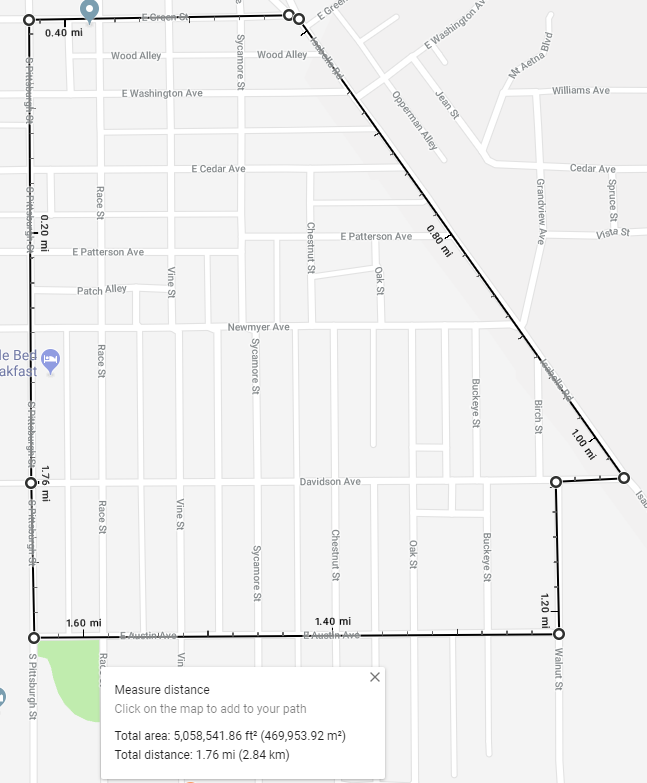 E Green St
E Green
0.40 mi
Isabella Rd
E Washington Av
Mt Aetna Blvd
Wood Alley
Sycamore St
Wood Alley
S Pittsburgh St
E Washington Ave
Opperman Alley
Jean St
Williams Ave
E Cedar Ave
Cedar Ave
S Pittsburgh St
Race St
Grandview Ave
Spruce St
0.20 mi
Chestnut St
E Patterson Ave
0.80 mi
Vista St
E Patterson Ave
Vine St
Oak St
Patch Alley
Newmyer Ave
le Bed
akfast
Race St
Sycamore St
Isabella Rd
Buckeye St
Birch St
S Pittsburgh St
1.00 mi
1.76 mi
Davidson Ave
Isa
S Pittsburgh St
Race St
Vine St
Sycamore St
Chestnut St
Oak St
Buckeye St
1.20 mi
1.60 mi
1.40 mi
E Austin Ave
E Austin Ave
S Pittsburgh St
Race
Vin
Walnut St
Measure distance
Click on the map to add to your path
Total area: 5,058,541.86 ft² (469,953.92 m²)
Total distance: 1.76 mi (2.84 km)